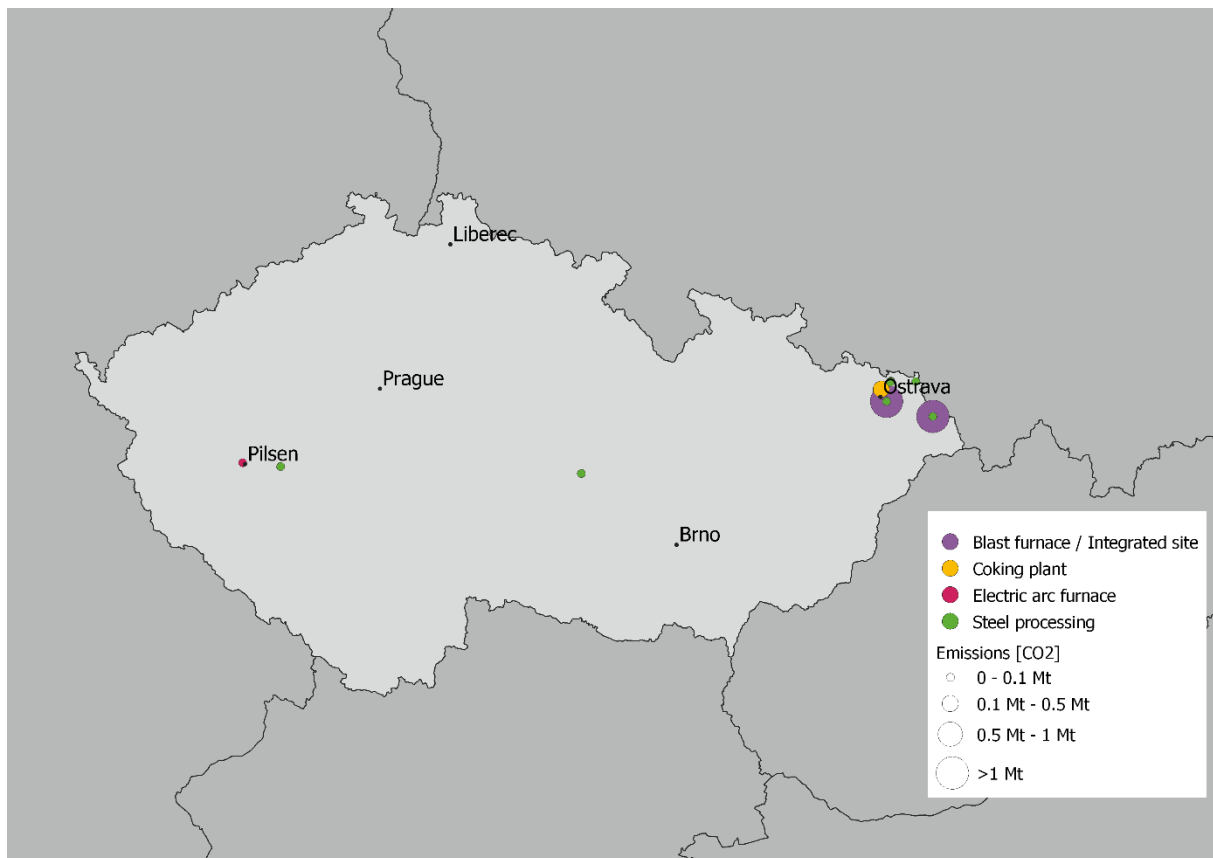 Liberec
Prague
Ostrava
Pilsen
Brno
Blast furnace / Integrated site
Coking plant
Electric arc furnace
Steel processing
Emissions [CO2]
0 - 0.1 Mt
0.1 Mt - 0.5 Mt
0.5 Mt - 1 Mt
>1 Mt